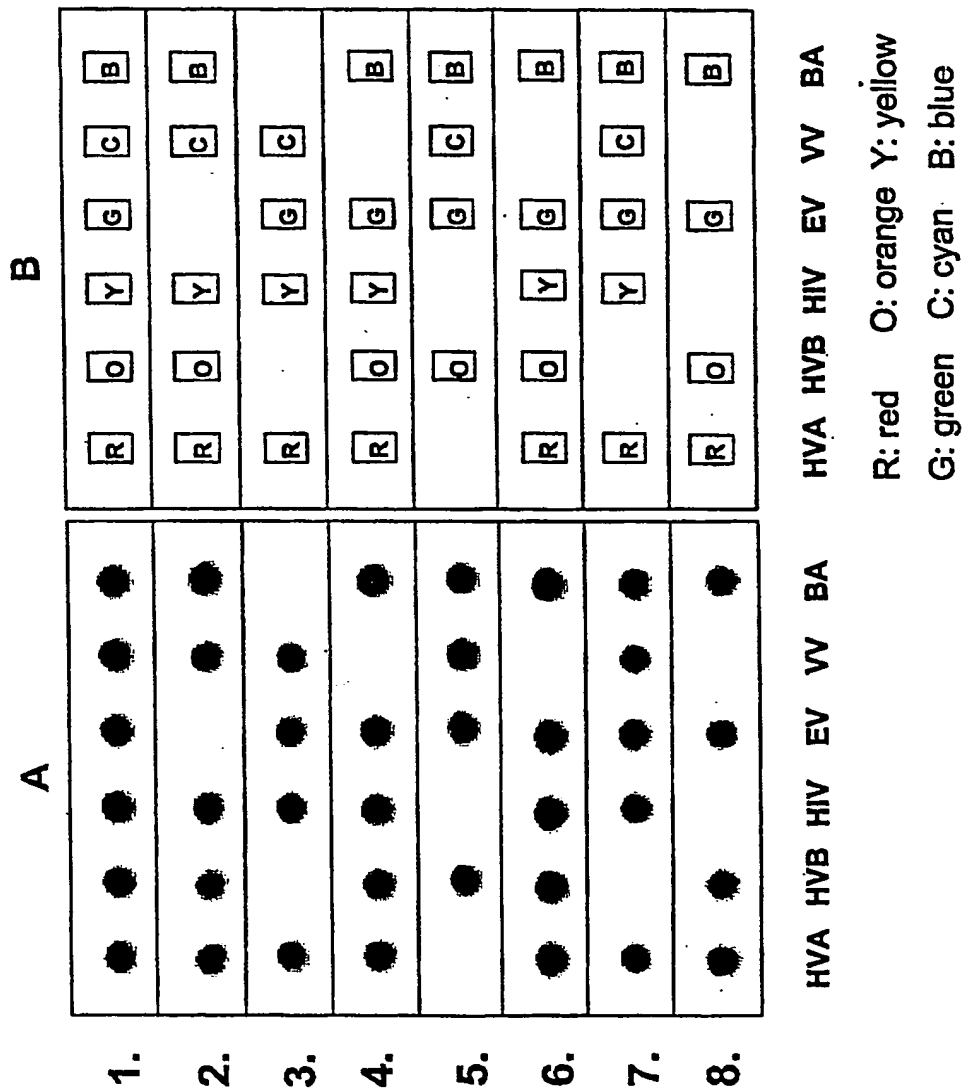 A B
1. R O Y G C B
2. R O Y C B
3. R Y G C
4. R O Y G B
5. O G C B
6. R O Y G B
7. R Y G C B
8. R O G B
HVA HVB HIV EV VV BA HVA HVB HIV EV VV BA
R: red O: orange Y: yellow
G: green C: cyan B: blue